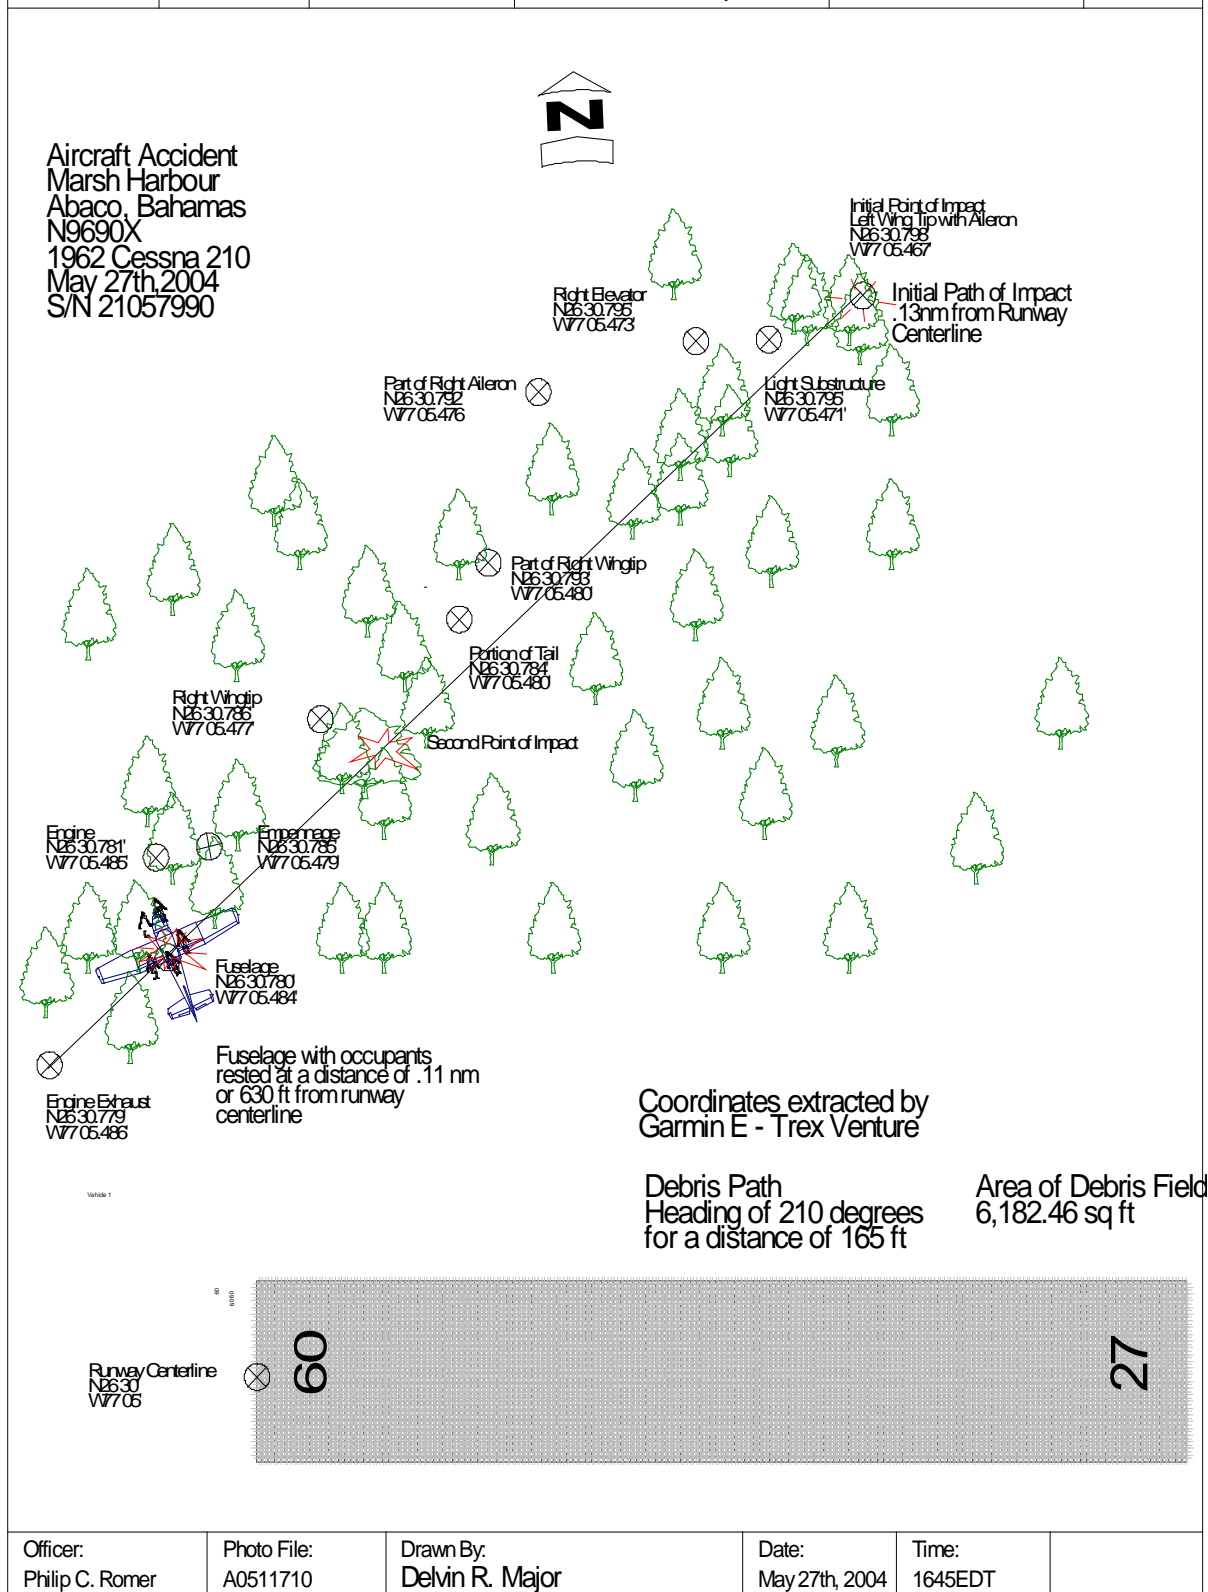 N
Aircraft Accident
Marsh Harbour
Abaco, Bahamas
N9690X
1962 Cessna 210
May 27th,2004
S/N 21057990
Initial Point of Impact
Left Wing Tip with Aileron
N26 30.798'
W77 05.467'
Initial Path of Impact
.13nm from Runway
Centerline
Right Elevator
N26 30.795'
W77 05.473'
Part of Right Aileron
N26 30.792'
W77 05.476
Light Substructure
N26 30.795'
W77 05.471'
Part of Right Wingtip
N26 30.793'
W77 05.480'
Portion of Tail
N26 30.784'
W77 05.480'
Right Wingtip
N26 30.786'
W77 05.477'
Second Point of Impact
Engine
N26 30.781'
W77 05.485'
Empennage
N26 30.785'
W77 05.479'
Fuselage
N26 30.780'
W77 05.484'
Fuselage with occupants
rested at a distance of .11 nm
or 630 ft from runway
centerline
Engine Exhaust
N26 30.779'
W77 05.486'
Coordinates extracted by
Garmin E - Trex Venture
Vehicle 1
Debris Path
Heading of 210 degrees
for a distance of 165 ft
Area of Debris Field
6,182.46 sq ft
60
6060
60
27
Runway Centerline
N26 30'
W77 05'
Officer:
Philip C. Romer
Photo File:
A0511710
Drawn By:
Delvin R. Major
Date:
May 27th, 2004
Time:
1645EDT